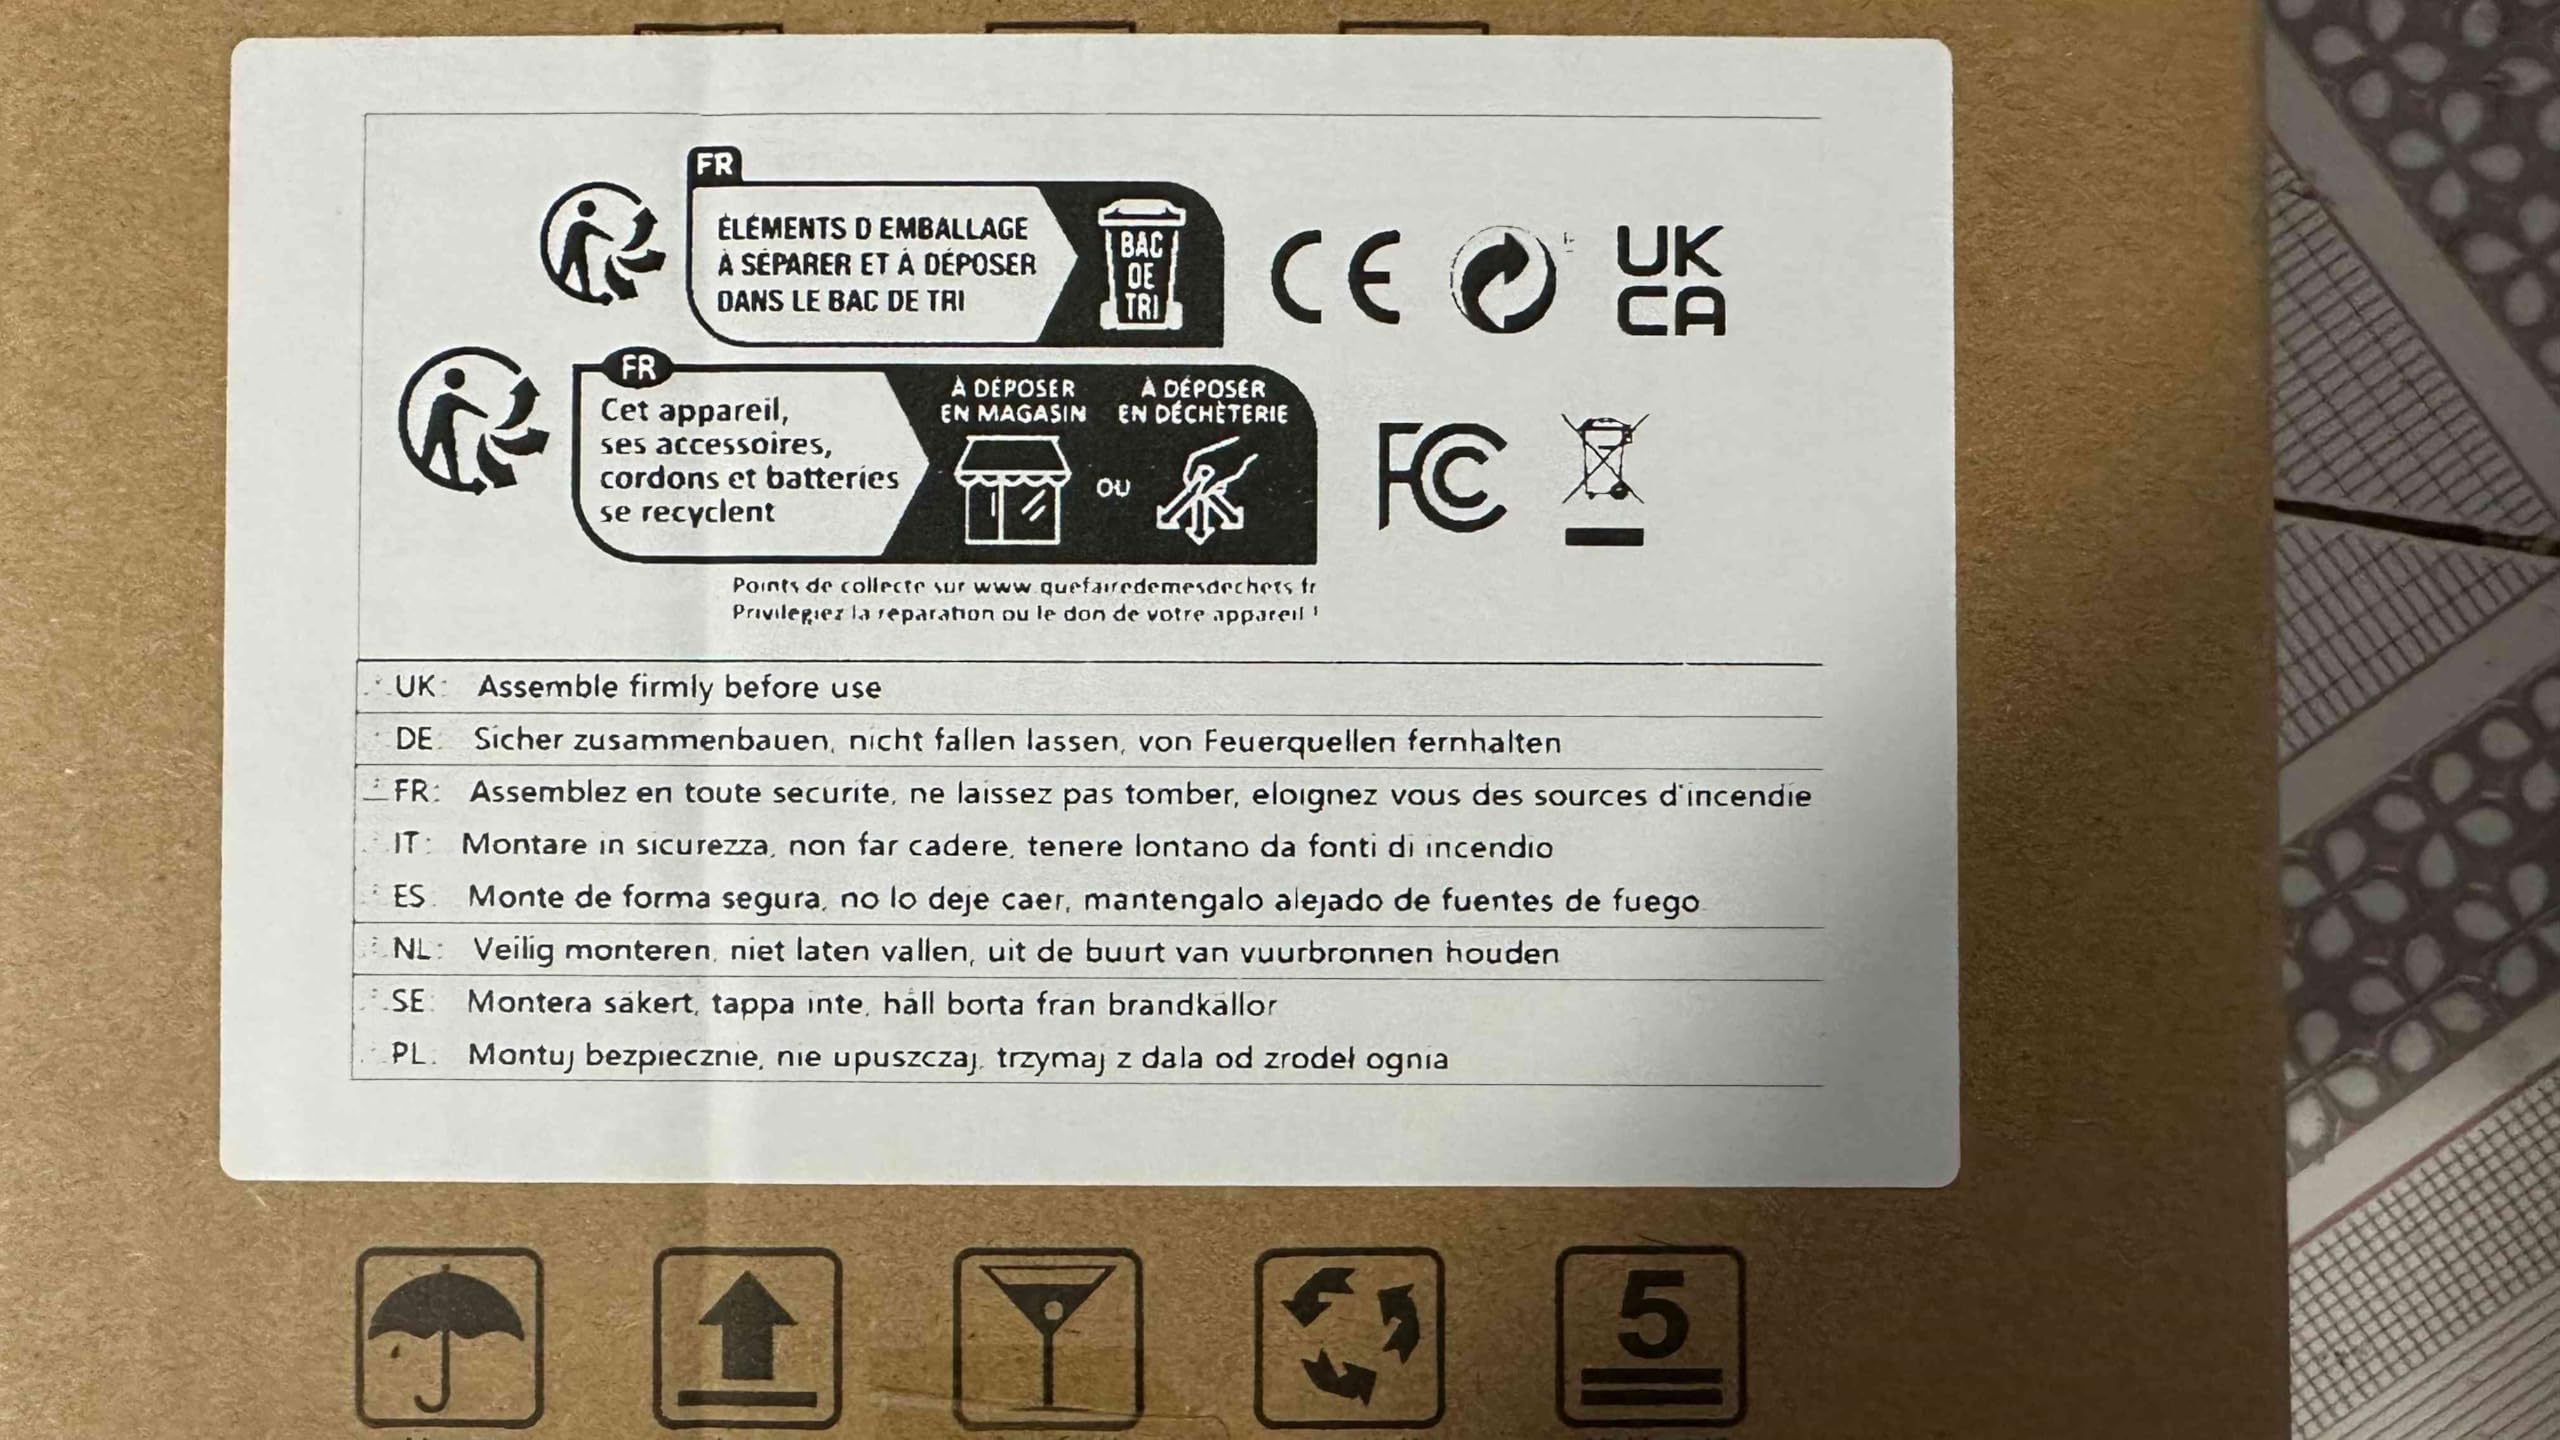 FR
ÉLÉMENTS D EMBALLAGE
À SÉPARER ET À DÉPOSER
DANS LE BAC DE TRI
BAC
DE
TRI
CE
UK
CA
FR
Cet appareil,
ses accessoires,
cordons et batteries
se recyclent
À DÉPOSER
EN MAGASIN
OU
À DÉPOSER
EN DÉCHÈTERIE
FC
Points de collecte sur www.quefairedemesdechets.fr
Privilegiez la reparation ou le don de votre appareil !
UK: Assemble firmly before use
DE: Sicher zusammenbauen, nicht fallen lassen, von Feuerquellen fernhalten
FR: Assemblez en toute securite, ne laissez pas tomber, eloignez vous des sources d'incendie
IT: Montare in sicurezza, non far cadere, tenere lontano da fonti di incendio
ES: Monte de forma segura, no lo deje caer, mantengalo alejado de fuentes de fuego
NL: Veilig monteren, niet laten vallen, uit de buurt van vuurbronnen houden
SE: Montera säkert, tappa inte, håll borta fran brandkällor
PL: Montuj bezpiecznie, nie upuszczaj, trzymaj z dala od zrodeł ognia
5